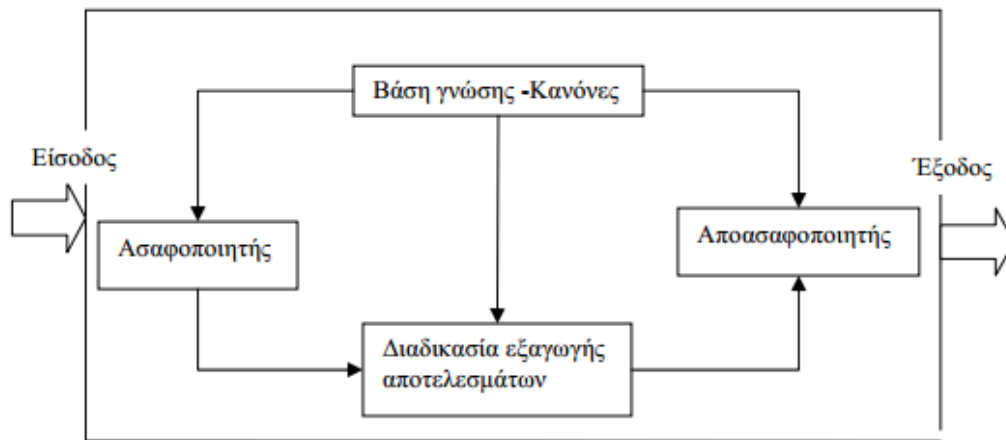 Βάση γνώσης -Κανόνες
Είσοδος
Έξοδος
Ασαφοποιητής
Αποασαφοποιητής
Διαδικασία εξαγωγής
αποτελεσμάτων